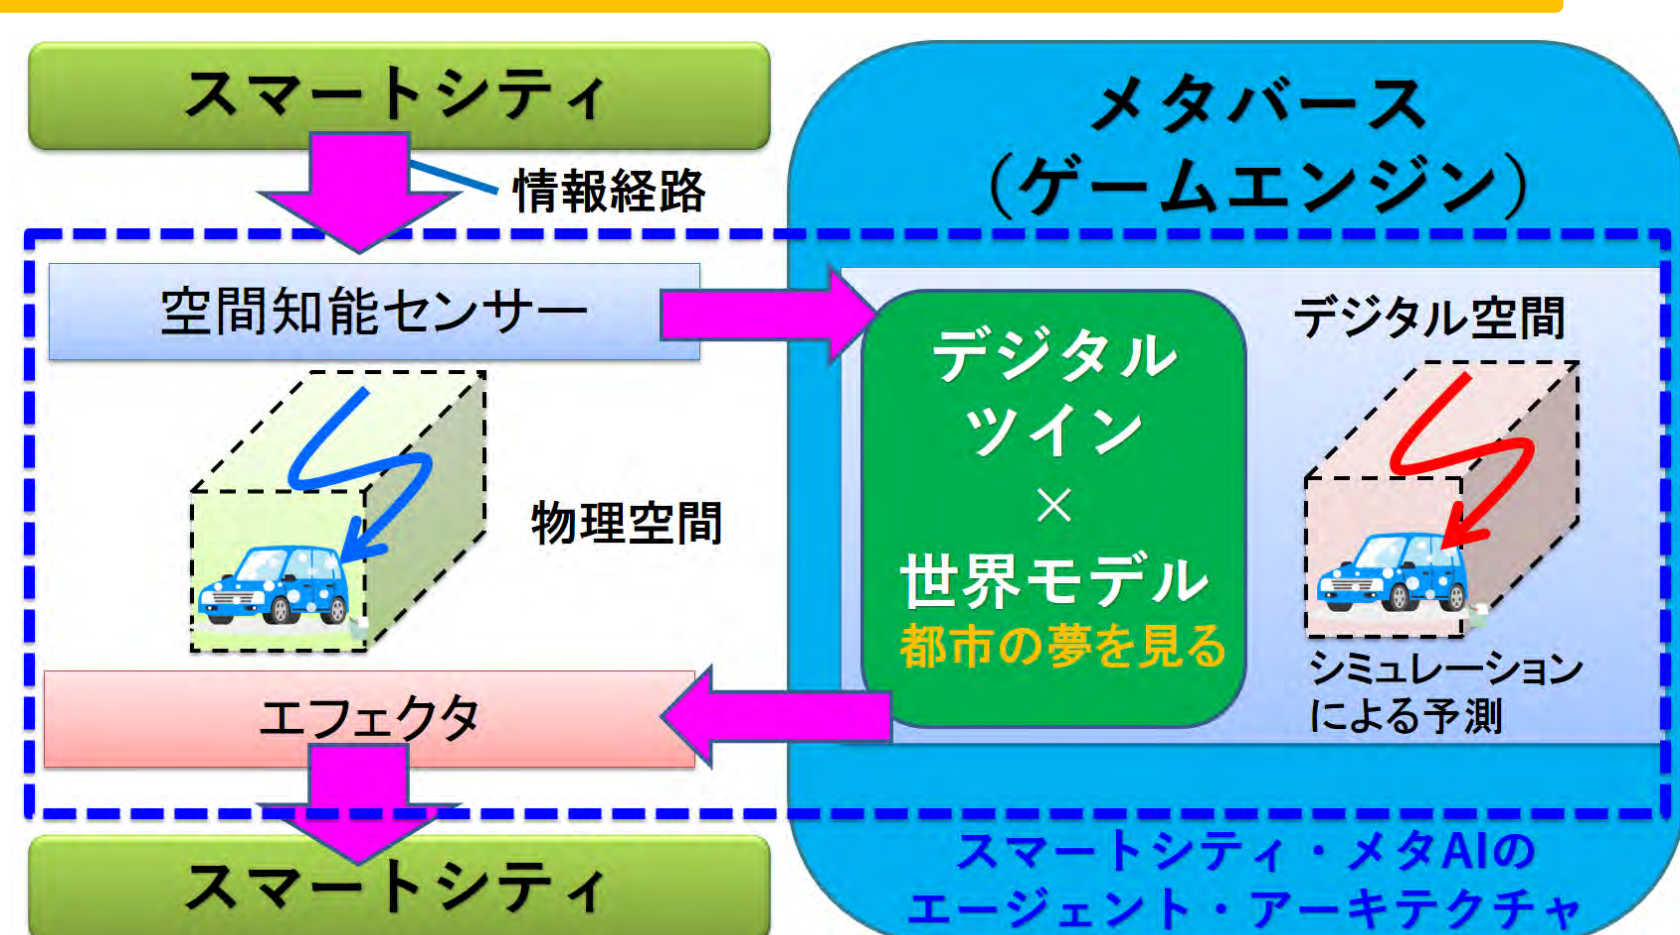 スマートシティ
情報経路
空間知能センサー
物理空間
エフェクタ
スマートシティ
メタバース
（ゲームエンジン）
デジタル
ツイン
×
世界モデル
都市の夢を見る
デジタル空間
シミュレーション
による予測
スマートシティ・メタAIの
エージェント・アーキテクチャ